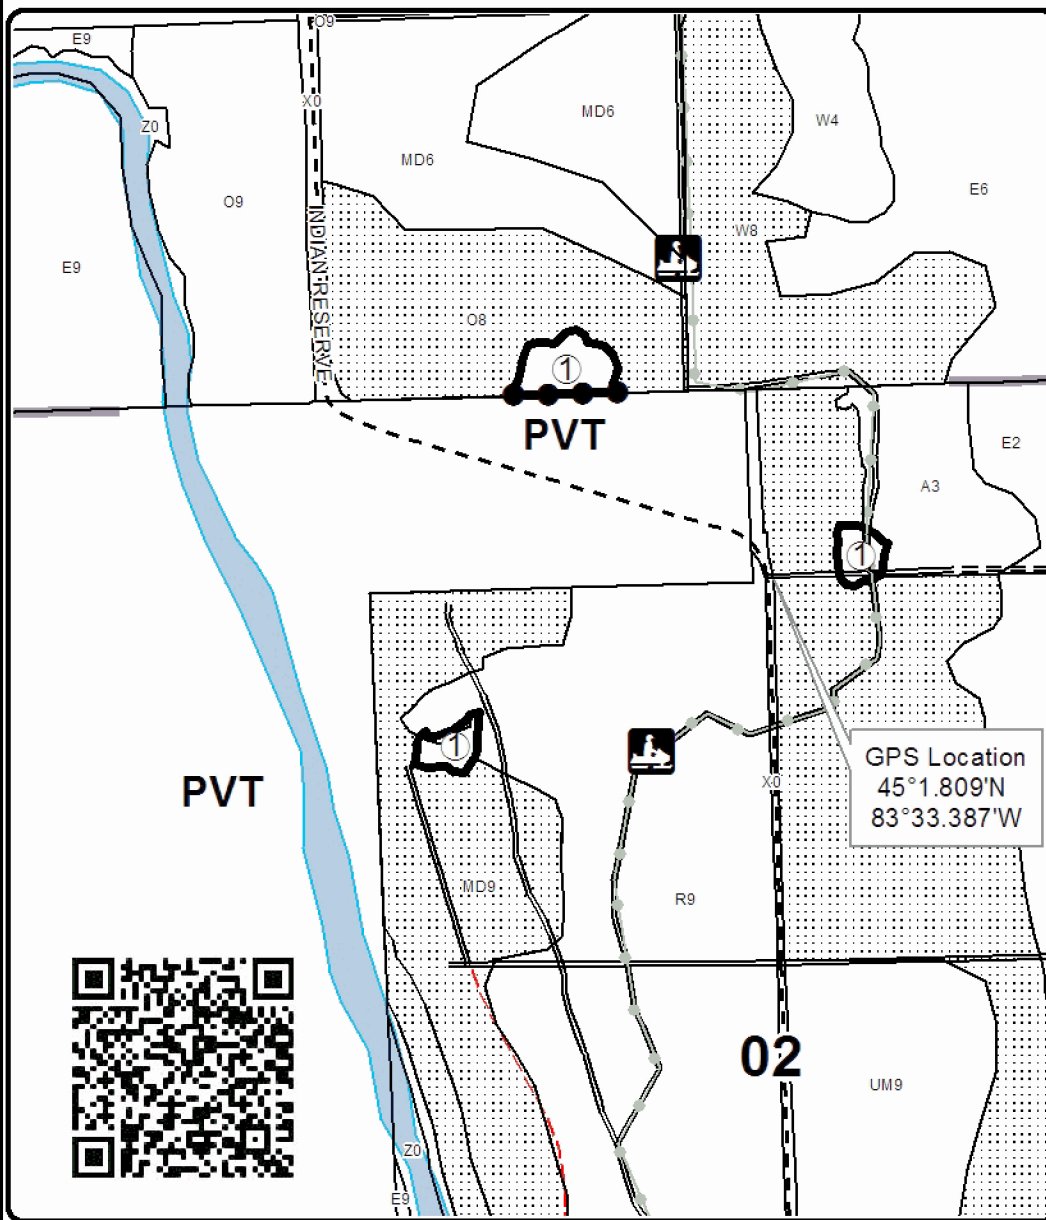 O9
E9
X0
MD6
W4
Z0
MD6
E6
O9
W8
E9
INDIAN RESERVE
O8
1
PVT
E2
A3
1
1
GPS Location
45°1.809'N
83°33.387'W
PVT
X0
MD9
R9
02
UM9
Z0
E9